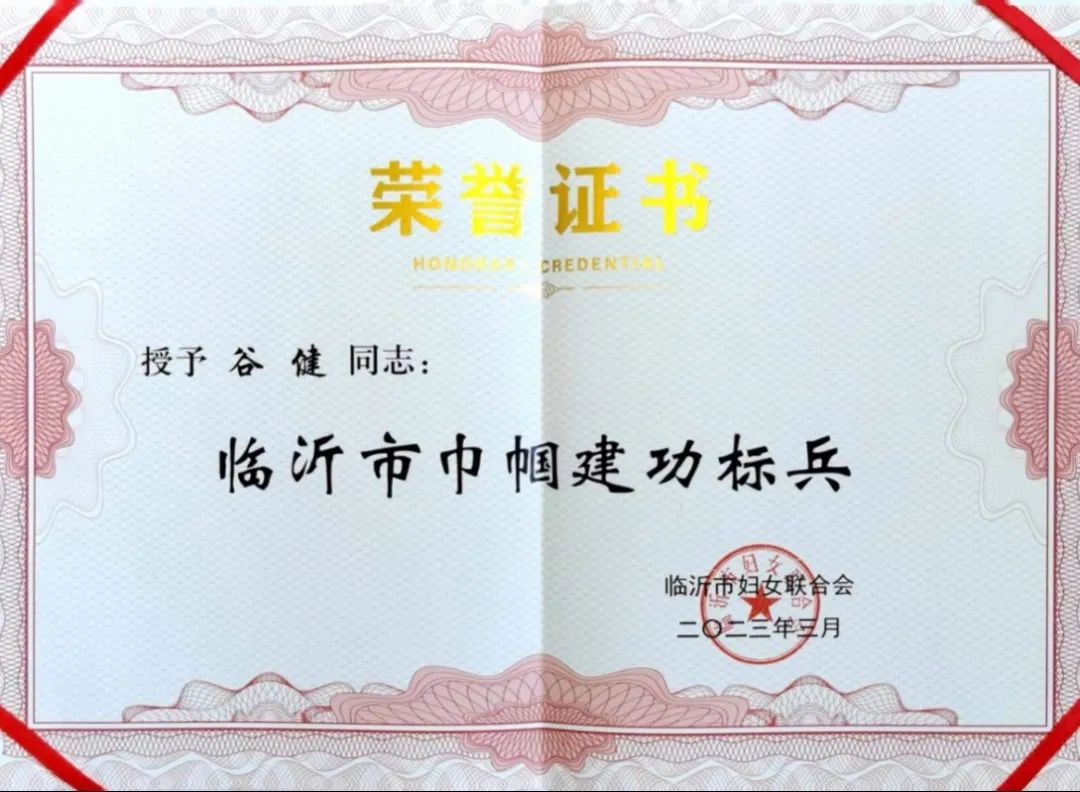 荣誉证书
HONORARY CREDENTIAL
授予 谷 健 同志：
临沂市巾帼建功标兵
临沂市妇女联合会
二〇二三年三月